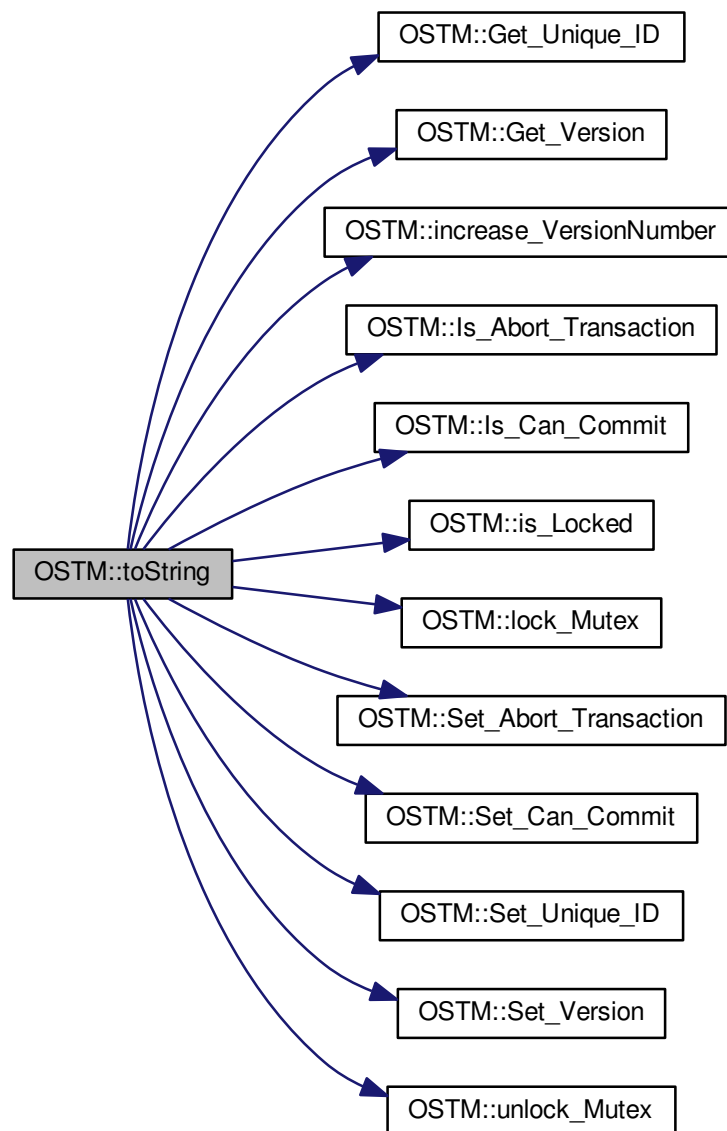 OSTM::Get_Unique_ID
OSTM::Get_Version
OSTM::increase_VersionNumber
OSTM::Is_Abort_Transaction
OSTM::Is_Can_Commit
OSTM::is_Locked
OSTM::toString
OSTM::lock_Mutex
OSTM::Set_Abort_Transaction
OSTM::Set_Can_Commit
OSTM::Set_Unique_ID
OSTM::Set_Version
OSTM::unlock_Mutex